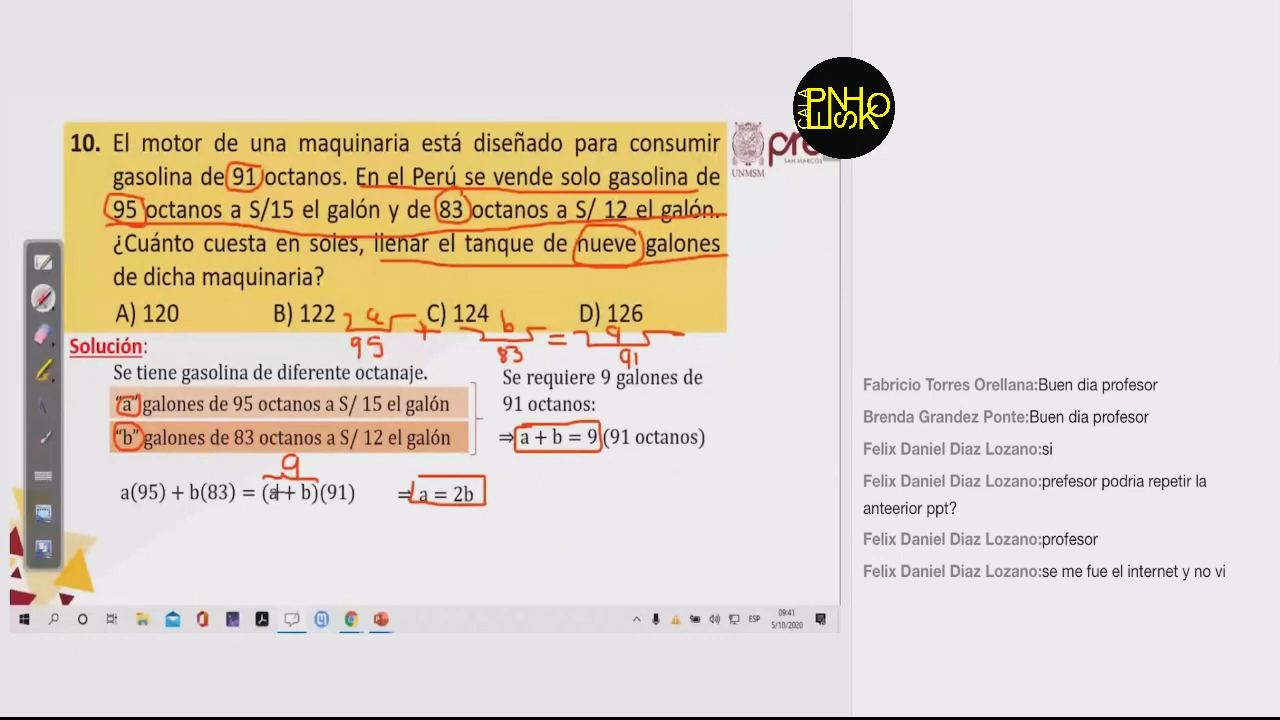 CALA
PENHO
ESK
10. El motor de una maquinaria está diseñado para consumir
gasolina de 91 octanos. En el Perú se vende solo gasolina de
95 octanos a S/15 el galón y de 83 octanos a S/ 12 el galón.
¿Cuánto cuesta en soles, llenar el tanque de nueve galones
de dicha maquinaria?
A) 120 B) 122 C) 124 D) 126
UNMSM
pre
SAN MARCOS
a + b = 9
95 83 91
Solución:
Se tiene gasolina de diferente octanaje.
"a" galones de 95 octanos a S/ 15 el galón
"b" galones de 83 octanos a S/ 12 el galón
Se requiere 9 galones de
91 octanos:
⇒ a + b = 9 (91 octanos)
9
a(95) + b(83) = (a + b)(91) ⇒ a = 2b
ESP
09:41
5/10/2020
Fabricio Torres Orellana:Buen dia profesor
Brenda Grandez Ponte:Buen dia profesor
Felix Daniel Diaz Lozano:si
Felix Daniel Diaz Lozano:prefesor podria repetir la
anteerior ppt?
Felix Daniel Diaz Lozano:profesor
Felix Daniel Diaz Lozano:se me fue el internet y no vi